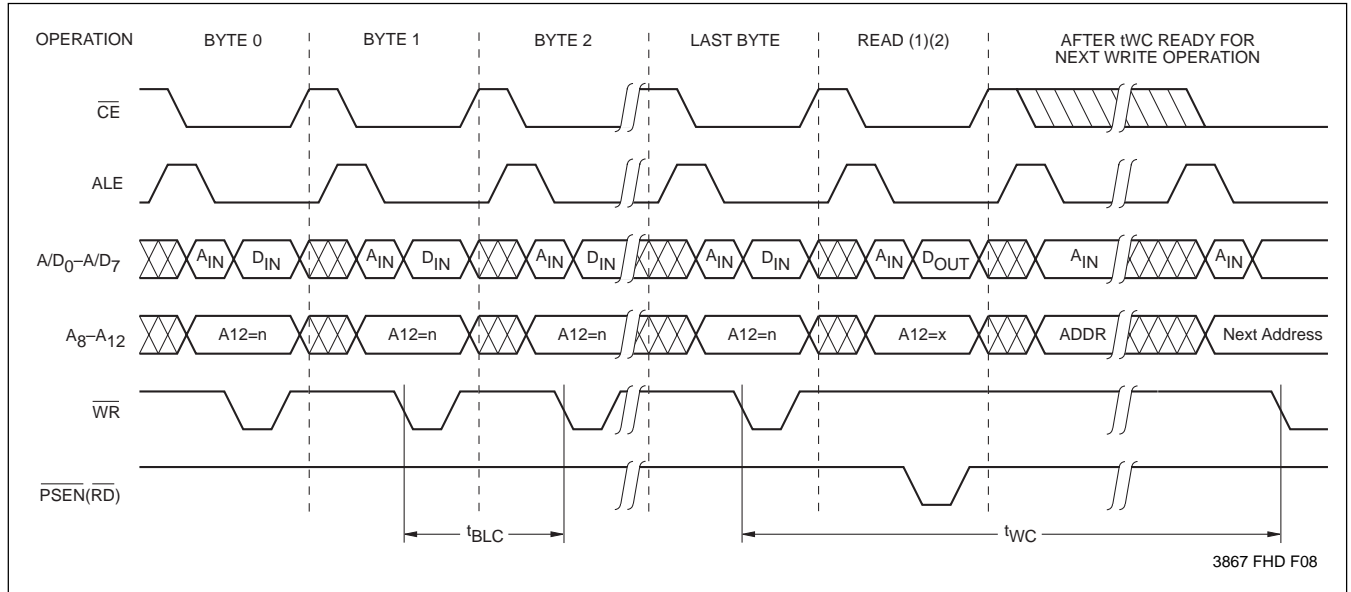 OPERATION BYTE 0 BYTE 1 BYTE 2 LAST BYTE READ (1)(2) AFTER tWC READY FOR
NEXT WRITE OPERATION
CE
ALE
A/D0–A/D7 AIN DIN AIN DIN AIN DIN AIN DIN AIN DOUT AIN AIN
A8–A12 A12=n A12=n A12=n A12=n A12=x ADDR Next Address
WR
PSEN(RD)
tBLC tWC
3867 FHD F08